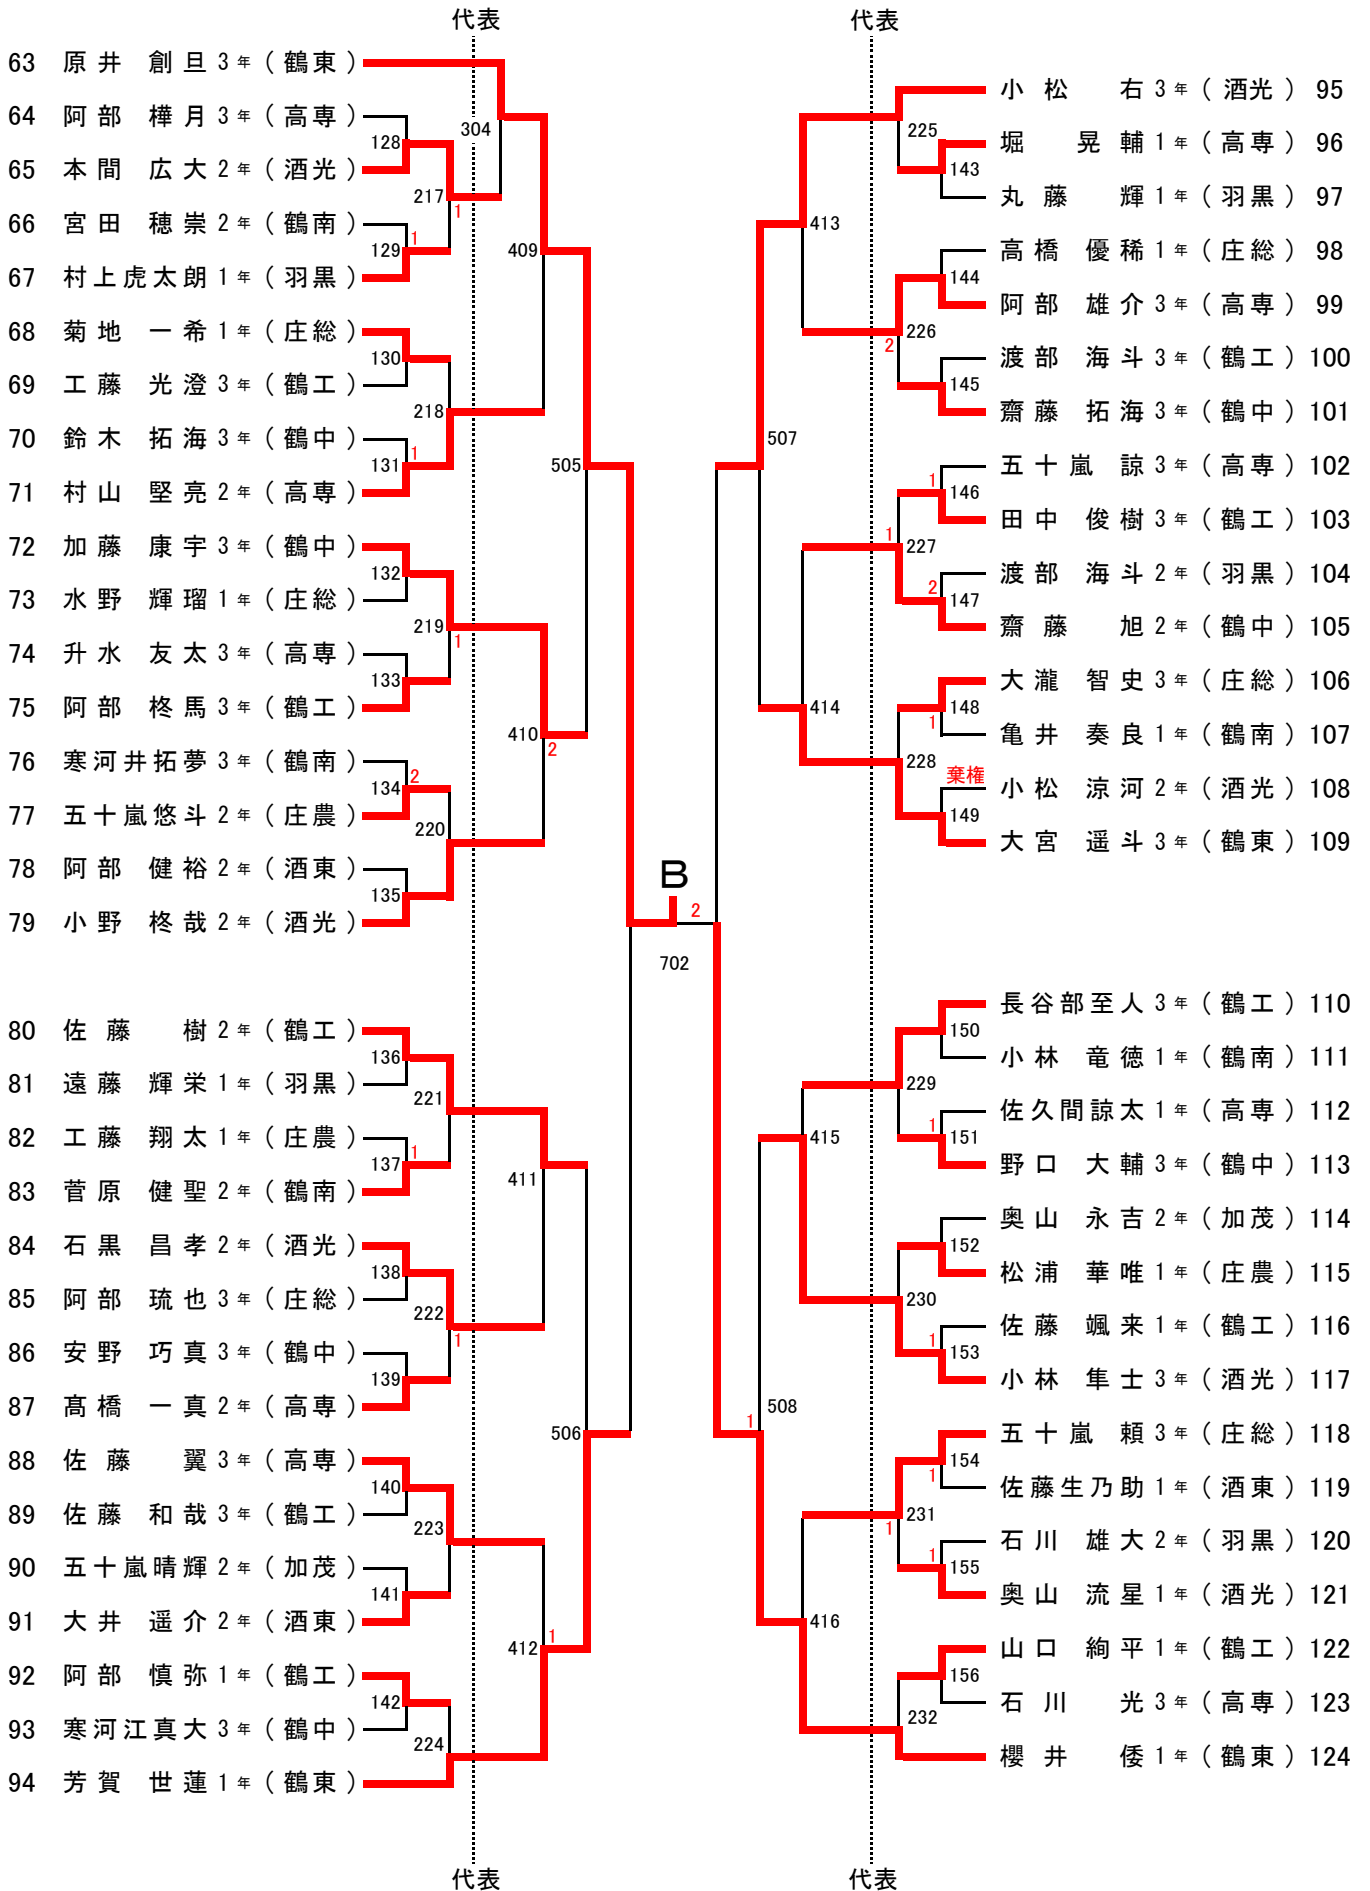 代表
代表
63 原井 創旦 3年 (鶴東)
64 阿部 樺月 3年 (高専)
65 本間 広大 2年 (酒光)
66 宮田 穂崇 2年 (鶴南)
67 村上虎太朗 1年 (羽黒)
68 菊地 一希 1年 (庄総)
69 工藤 光澄 3年 (鶴工)
70 鈴木 拓海 3年 (鶴中)
71 村山 堅亮 2年 (高専)
72 加藤 康宇 3年 (鶴中)
73 水野 輝瑠 1年 (庄総)
74 升水 友太 3年 (高専)
75 阿部 柊馬 3年 (鶴工)
76 寒河井拓夢 3年 (鶴南)
77 五十嵐悠斗 2年 (庄農)
78 阿部 健裕 2年 (酒東)
79 小野 柊哉 2年 (酒光)
80 佐藤 樹 2年 (鶴工)
81 遠藤 輝栄 1年 (羽黒)
82 工藤 翔太 1年 (庄農)
83 菅原 健聖 2年 (鶴南)
84 石黒 昌孝 2年 (酒光)
85 阿部 琉也 3年 (庄総)
86 安野 巧真 3年 (鶴中)
87 髙橋 一真 2年 (高専)
88 佐藤 翼 3年 (高専)
89 佐藤 和哉 3年 (鶴工)
90 五十嵐晴輝 2年 (加茂)
91 大井 遥介 2年 (酒東)
92 阿部 慎弥 1年 (鶴工)
93 寒河江真大 3年 (鶴中)
94 芳賀 世蓮 1年 (鶴東)
128
129
1
130
131
1
132
133
134
2
135
136
137
1
138
139
140
141
142
217
1
218
219
1
220
221
222
1
223
224
304
409
410
2
411
412
1
505
506
B
2
702
507
508
1
413
414
415
416
225
226
2
227
1
228
229
230
231
1
232
143
144
145
146
1
147
2
148
1
棄権
149
150
151
1
152
153
1
154
1
155
1
156
小松 右 3年 (酒光) 95
堀 晃輔 1年 (高専) 96
丸藤 輝 1年 (羽黒) 97
高橋 優稀 1年 (庄総) 98
阿部 雄介 3年 (高専) 99
渡部 海斗 3年 (鶴工) 100
齋藤 拓海 3年 (鶴中) 101
五十嵐 諒 3年 (高専) 102
田中 俊樹 3年 (鶴工) 103
渡部 海斗 2年 (羽黒) 104
齋藤 旭 2年 (鶴中) 105
大瀧 智史 3年 (庄総) 106
亀井 奏良 1年 (鶴南) 107
小松 涼河 2年 (酒光) 108
大宮 遥斗 3年 (鶴東) 109
長谷部至人 3年 (鶴工) 110
小林 竜徳 1年 (鶴南) 111
佐久間諒太 1年 (高専) 112
野口 大輔 3年 (鶴中) 113
奥山 永吉 2年 (加茂) 114
松浦 華唯 1年 (庄農) 115
佐藤 颯来 1年 (鶴工) 116
小林 隼士 3年 (酒光) 117
五十嵐 頼 3年 (庄総) 118
佐藤生乃助 1年 (酒東) 119
石川 雄大 2年 (羽黒) 120
奥山 流星 1年 (酒光) 121
山口 絢平 1年 (鶴工) 122
石川 光 3年 (高専) 123
櫻井 倭 1年 (鶴東) 124
代表
代表